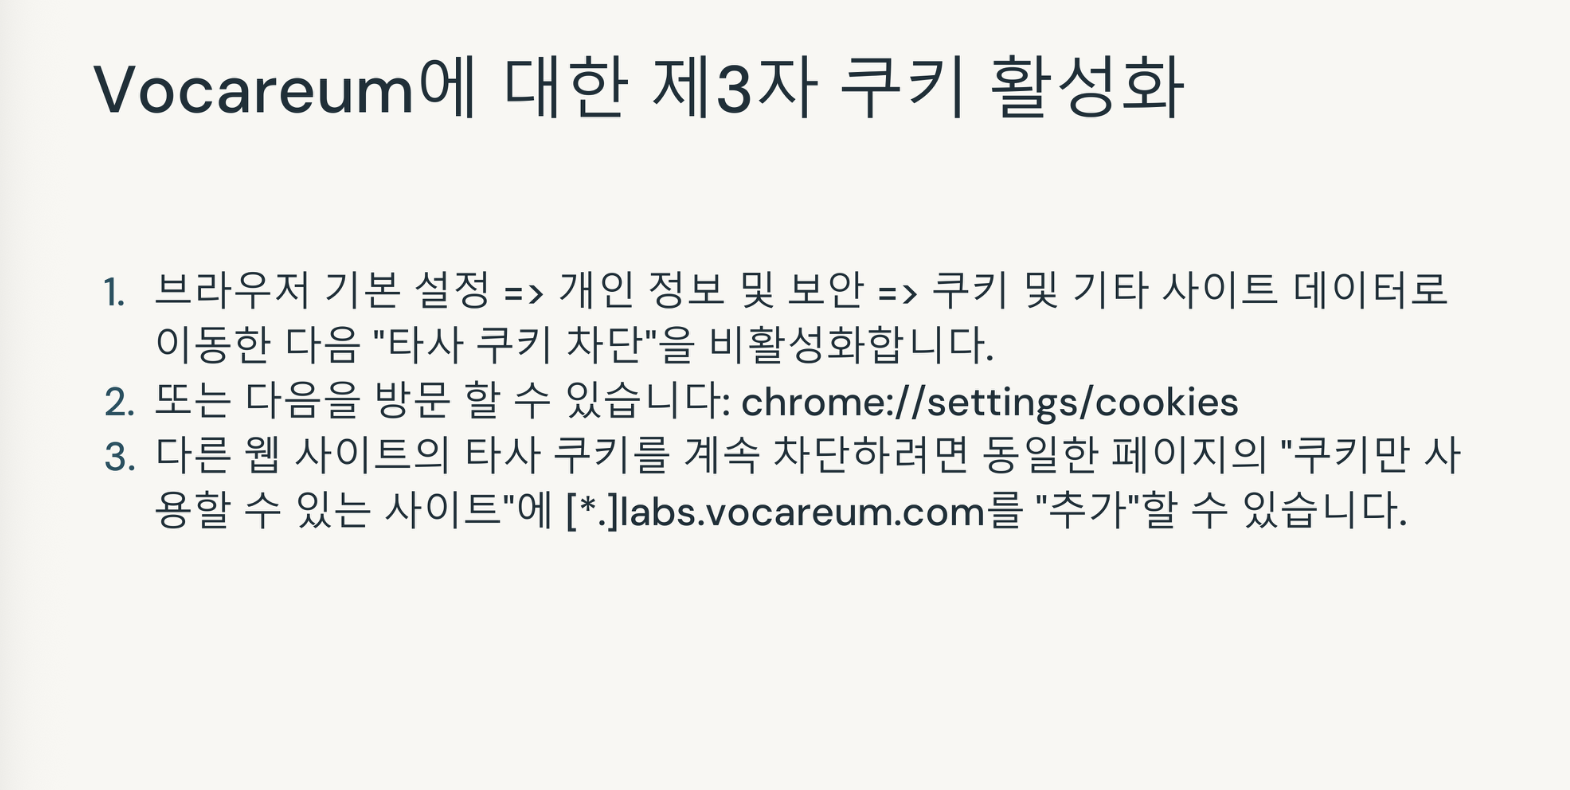 Vocareum에 대한 제3자 쿠키 활성화
1. 브라우저 기본 설정 => 개인 정보 및 보안 => 쿠키 및 기타 사이트 데이터로
이동한 다음 "타사 쿠키 차단"을 비활성화합니다.
2. 또는 다음을 방문 할 수 있습니다: chrome://settings/cookies
3. 다른 웹 사이트의 타사 쿠키를 계속 차단하려면 동일한 페이지의 "쿠키만 사
용할 수 있는 사이트"에 [*.]labs.vocareum.com를 "추가"할 수 있습니다.